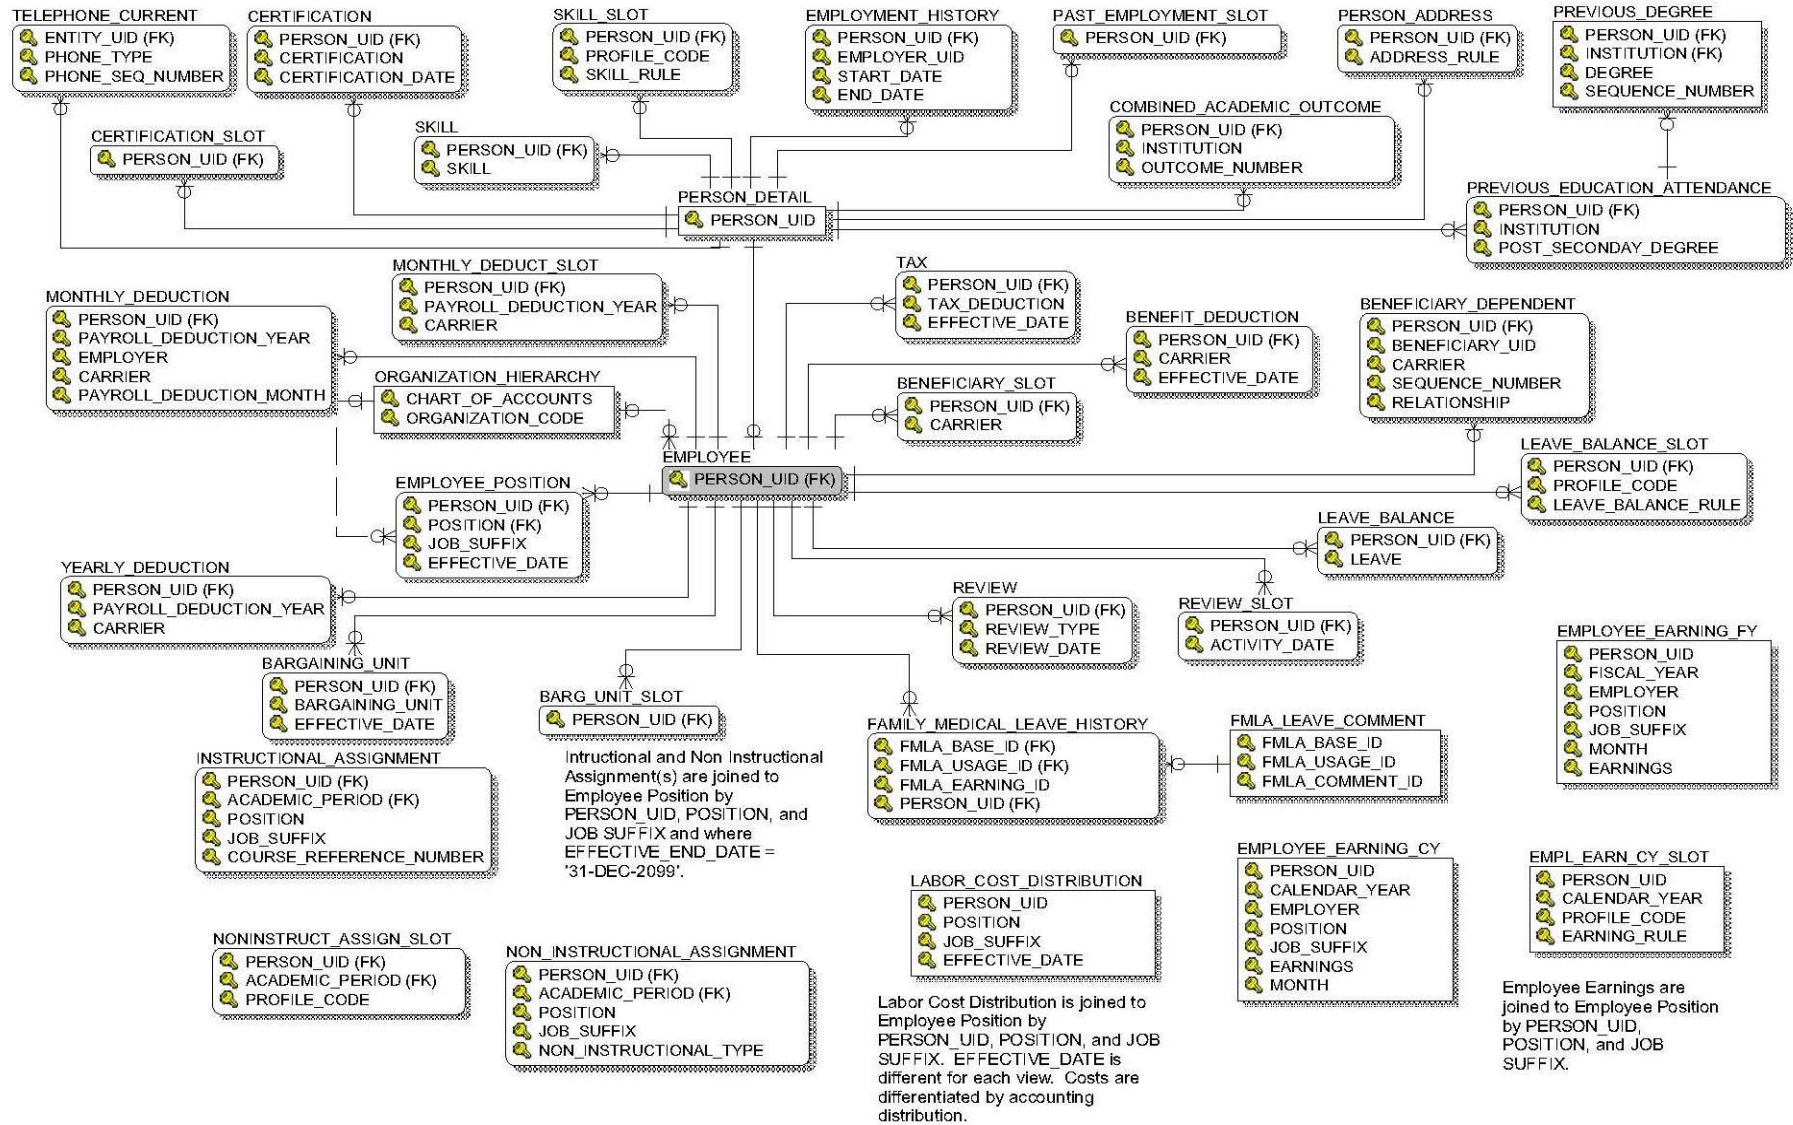 TELEPHONE_CURRENT
ENTITY_UID (FK)
PHONE_TYPE
PHONE_SEQ_NUMBER
CERTIFICATION
PERSON_UID (FK)
CERTIFICATION
CERTIFICATION_DATE
SKILL_SLOT
PERSON_UID (FK)
PROFILE_CODE
SKILL_RULE
EMPLOYMENT_HISTORY
PERSON_UID (FK)
EMPLOYER_UID
START_DATE
END_DATE
PAST_EMPLOYMENT_SLOT
PERSON_UID (FK)
PERSON_ADDRESS
PERSON_UID (FK)
ADDRESS_RULE
PREVIOUS_DEGREE
PERSON_UID (FK)
INSTITUTION (FK)
DEGREE
SEQUENCE_NUMBER
CERTIFICATION_SLOT
PERSON_UID (FK)
SKILL
PERSON_UID (FK)
SKILL
COMBINED_ACADEMIC_OUTCOME
PERSON_UID (FK)
INSTITUTION
OUTCOME_NUMBER
PERSON_DETAIL
PERSON_UID
PREVIOUS_EDUCATION_ATTENDANCE
PERSON_UID (FK)
INSTITUTION
POST_SECONDAY_DEGREE
MONTHLY_DEDUCTION
PERSON_UID (FK)
PAYROLL_DEDUCTION_YEAR
EMPLOYER
CARRIER
PAYROLL_DEDUCTION_MONTH
MONTHLY_DEDUCT_SLOT
PERSON_UID (FK)
PAYROLL_DEDUCTION_YEAR
CARRIER
TAX
PERSON_UID (FK)
TAX_DEDUCTION
EFFECTIVE_DATE
BENEFIT_DEDUCTION
PERSON_UID (FK)
CARRIER
EFFECTIVE_DATE
BENEFICIARY_DEPENDENT
PERSON_UID (FK)
BENEFICIARY_UID
CARRIER
SEQUENCE_NUMBER
RELATIONSHIP
ORGANIZATION_HIERARCHY
CHART_OF_ACCOUNTS
ORGANIZATION_CODE
BENEFICIARY_SLOT
PERSON_UID (FK)
CARRIER
EMPLOYEE
PERSON_UID (FK)
LEAVE_BALANCE_SLOT
PERSON_UID (FK)
PROFILE_CODE
LEAVE_BALANCE_RULE
EMPLOYEE_POSITION
PERSON_UID (FK)
POSITION (FK)
JOB_SUFFIX
EFFECTIVE_DATE
LEAVE_BALANCE
PERSON_UID (FK)
LEAVE
YEARLY_DEDUCTION
PERSON_UID (FK)
PAYROLL_DEDUCTION_YEAR
CARRIER
REVIEW
PERSON_UID (FK)
REVIEW_TYPE
REVIEW_DATE
REVIEW_SLOT
PERSON_UID (FK)
ACTIVITY_DATE
EMPLOYEE_EARNING_FY
PERSON_UID
FISCAL_YEAR
EMPLOYER
POSITION
JOB_SUFFIX
MONTH
EARNINGS
BARGAINING_UNIT
PERSON_UID (FK)
BARGAINING_UNIT
EFFECTIVE_DATE
BARG_UNIT_SLOT
PERSON_UID (FK)
FAMILY_MEDICAL_LEAVE_HISTORY
FMLA_BASE_ID (FK)
FMLA_USAGE_ID (FK)
FMLA_EARNING_ID
PERSON_UID (FK)
FMLA_LEAVE_COMMENT
FMLA_BASE_ID
FMLA_USAGE_ID
FMLA_COMMENT_ID
INSTRUCTIONAL_ASSIGNMENT
PERSON_UID (FK)
ACADEMIC_PERIOD (FK)
POSITION
JOB_SUFFIX
COURSE_REFERENCE_NUMBER
Intructional and Non Instructional
Assignment(s) are joined to
Employee Position by
PERSON_UID, POSITION, and
JOB SUFFIX and where
EFFECTIVE_END_DATE =
'31-DEC-2099'.
EMPLOYEE_EARNING_CY
PERSON_UID
CALENDAR_YEAR
EMPLOYER
POSITION
JOB_SUFFIX
EARNINGS
MONTH
EMPL_EARN_CY_SLOT
PERSON_UID
CALENDAR_YEAR
PROFILE_CODE
EARNING_RULE
LABOR_COST_DISTRIBUTION
PERSON_UID
POSITION
JOB_SUFFIX
EFFECTIVE_DATE
NONINSTRUCT_ASSIGN_SLOT
PERSON_UID (FK)
ACADEMIC_PERIOD (FK)
PROFILE_CODE
NON_INSTRUCTIONAL_ASSIGNMENT
PERSON_UID (FK)
ACADEMIC_PERIOD (FK)
POSITION
JOB_SUFFIX
NON_INSTRUCTIONAL_TYPE
Labor Cost Distribution is joined to
Employee Position by
PERSON_UID, POSITION, and JOB
SUFFIX. EFFECTIVE_DATE is
different for each view. Costs are
differentiated by accounting
distribution.
Employee Earnings are
joined to Employee Position
by PERSON_UID,
POSITION, and JOB
SUFFIX.